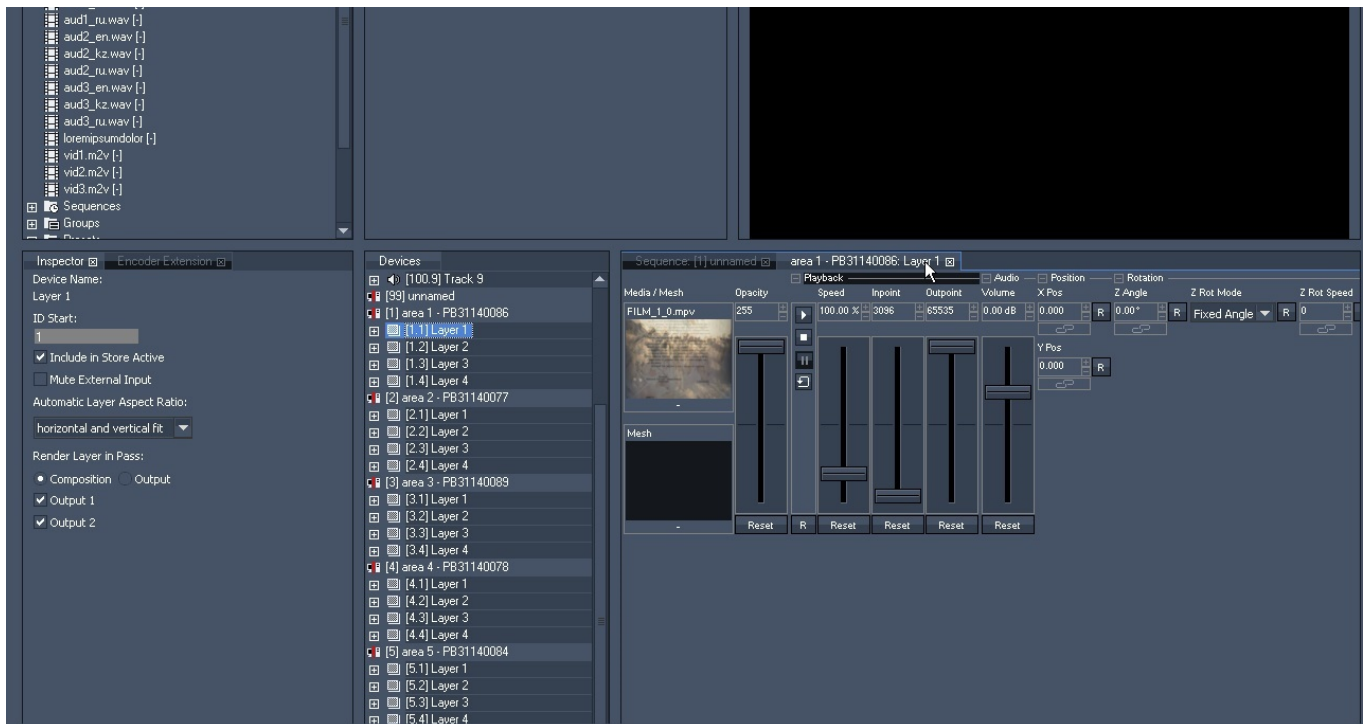 aud1_ru.wav [-]
aud2_en.wav [-]
aud2_kz.wav [-]
aud2_ru.wav [-]
aud3_en.wav [-]
aud3_kz.wav [-]
aud3_ru.wav [-]
loremipsumdolor [-]
vid1.m2v [-]
vid2.m2v [-]
vid3.m2v [-]
Sequences
Groups
Inspector
Encoder Extension
Device Name:
Layer 1
ID Start:
1
Include in Store Active
Mute External Input
Automatic Layer Aspect Ratio:
horizontal and vertical fit
Render Layer in Pass:
Composition Output
Output 1
Output 2
Devices
[100.9] Track 9
[99] unnamed
[1] area 1 - PB31140086
[1.1] Layer 1
[1.2] Layer 2
[1.3] Layer 3
[1.4] Layer 4
[2] area 2 - PB31140077
[2.1] Layer 1
[2.2] Layer 2
[2.3] Layer 3
[2.4] Layer 4
[3] area 3 - PB31140089
[3.1] Layer 1
[3.2] Layer 2
[3.3] Layer 3
[3.4] Layer 4
[4] area 4 - PB31140078
[4.1] Layer 1
[4.2] Layer 2
[4.3] Layer 3
[4.4] Layer 4
[5] area 5 - PB31140084
[5.1] Layer 1
[5.2] Layer 2
[5.3] Layer 3
[5.4] Layer 4
Sequence: [1] unnamed
area 1 - PB31140086: Layer 1
Playback Audio Position Rotation
Media / Mesh Opacity Speed Inpoint Outpoint Volume X Pos Z Angle Z Rot Mode Z Rot Speed
FILM_1_0.mpv 255 100.00 % 3096 65535 0.00 dB 0.000 R 0.00° R Fixed Angle R 0
Y Pos
0.000 R
-
Mesh
- Reset R Reset Reset Reset Reset